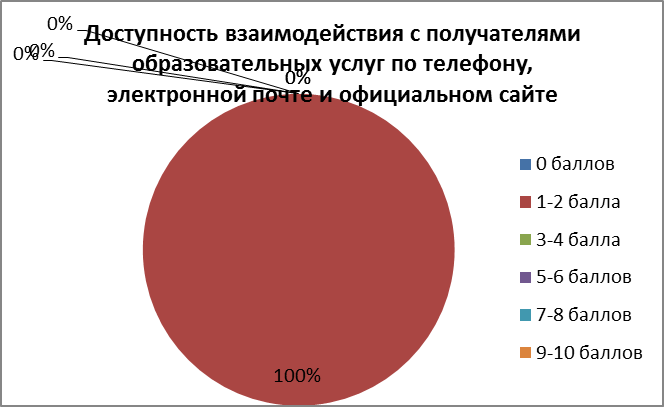 Доступность взаимодействия с получателями
образовательных услуг по телефону,
электронной почте и официальном сайте
0%
0%
0%
0%
100%
0 баллов
1-2 балла
3-4 балла
5-6 баллов
7-8 баллов
9-10 баллов